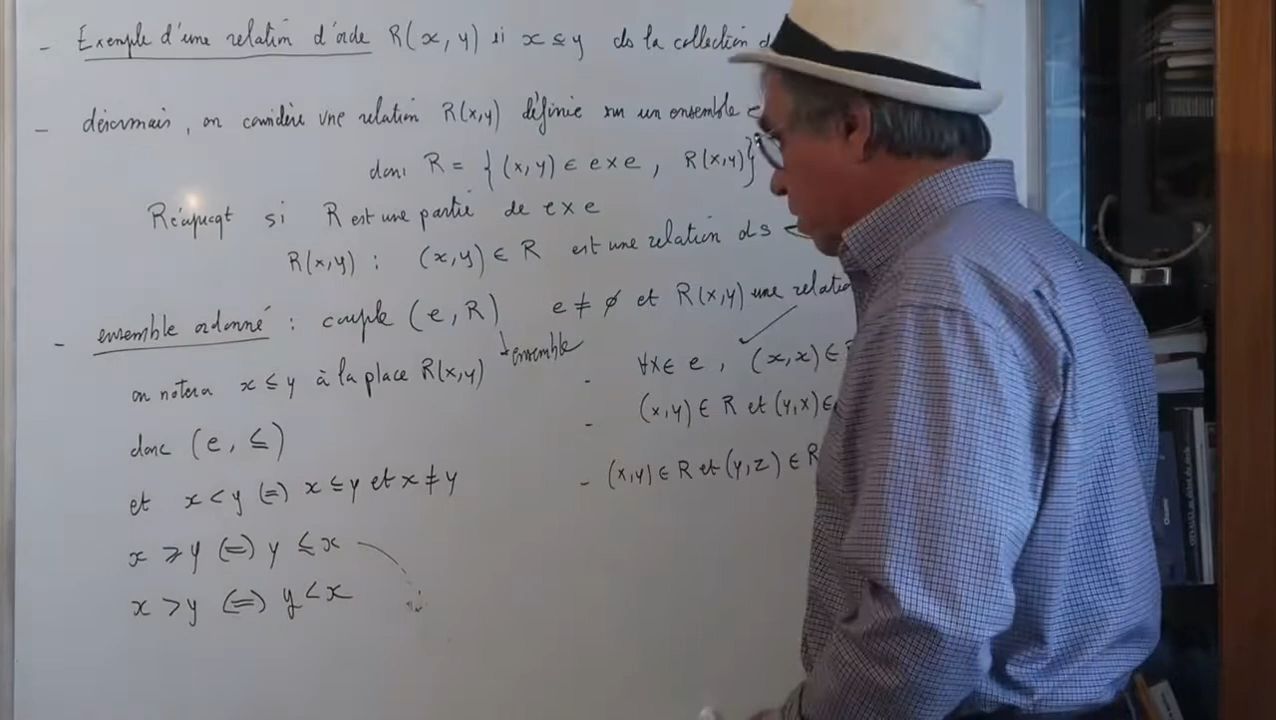 - Exemple d'une relation d'ordre R(x, y) si x ⊆ y ds la collection d
- désormais, on considère une relation R(x,y) définie sur un ensemble e
donc R = { (x, y) ∈ e × e , R(x,y) }
Réciproqt si R est une partie de e × e
R(x,y) : (x,y) ∈ R est une relation ds e
- ensemble ordonné : couple (e, R) e ≠ ∅ et R(x,y) une relatio
ensemble
on notera x ≤ y à la place R(x,y)
- ∀x ∈ e , (x, x) ∈ R
donc (e, ≤)
- (x,y) ∈ R et (y,x) ∈
et x < y (=) x ≤ y et x ≠ y
- (x,y) ∈ R et (y,z) ∈ R
x ≥ y (=) y ≤ x
x > y (=) y < x